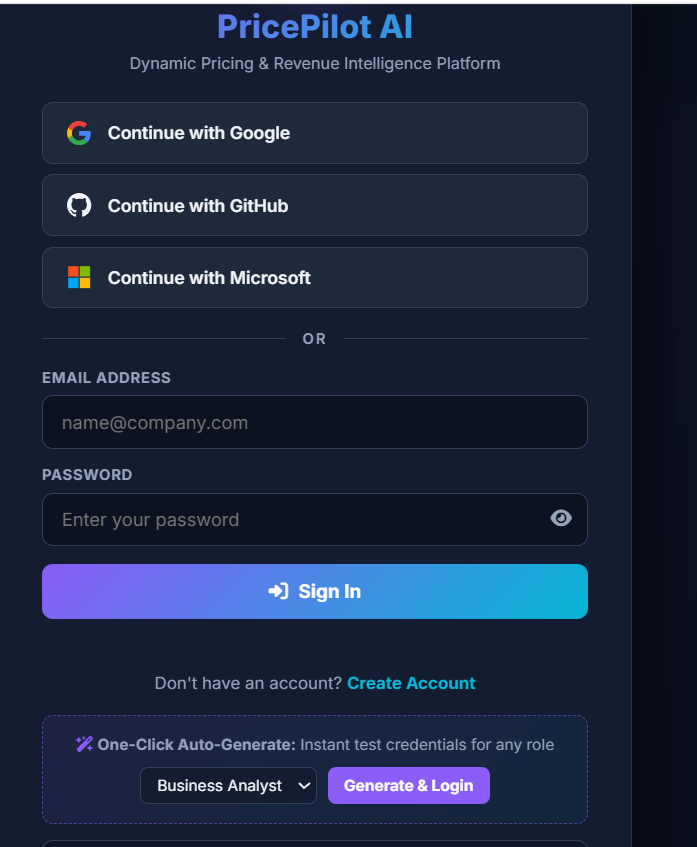 PricePilot AI
Dynamic Pricing & Revenue Intelligence Platform
Continue with Google
Continue with GitHub
Continue with Microsoft
OR
EMAIL ADDRESS
name@company.com
PASSWORD
Enter your password
Sign In
Don't have an account? Create Account
One-Click Auto-Generate: Instant test credentials for any role
Business Analyst
Generate & Login